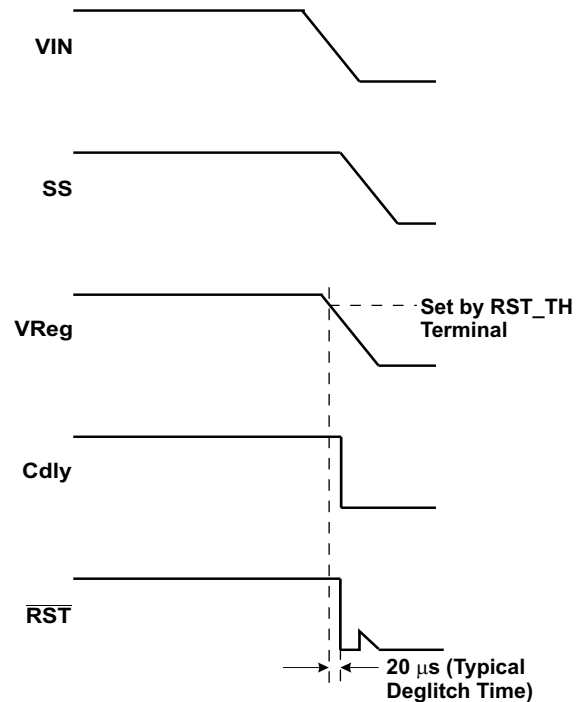 VIN
SS
VReg
Set by RST_TH
Terminal
Cdly
RST
20 μs (Typical
Deglitch Time)